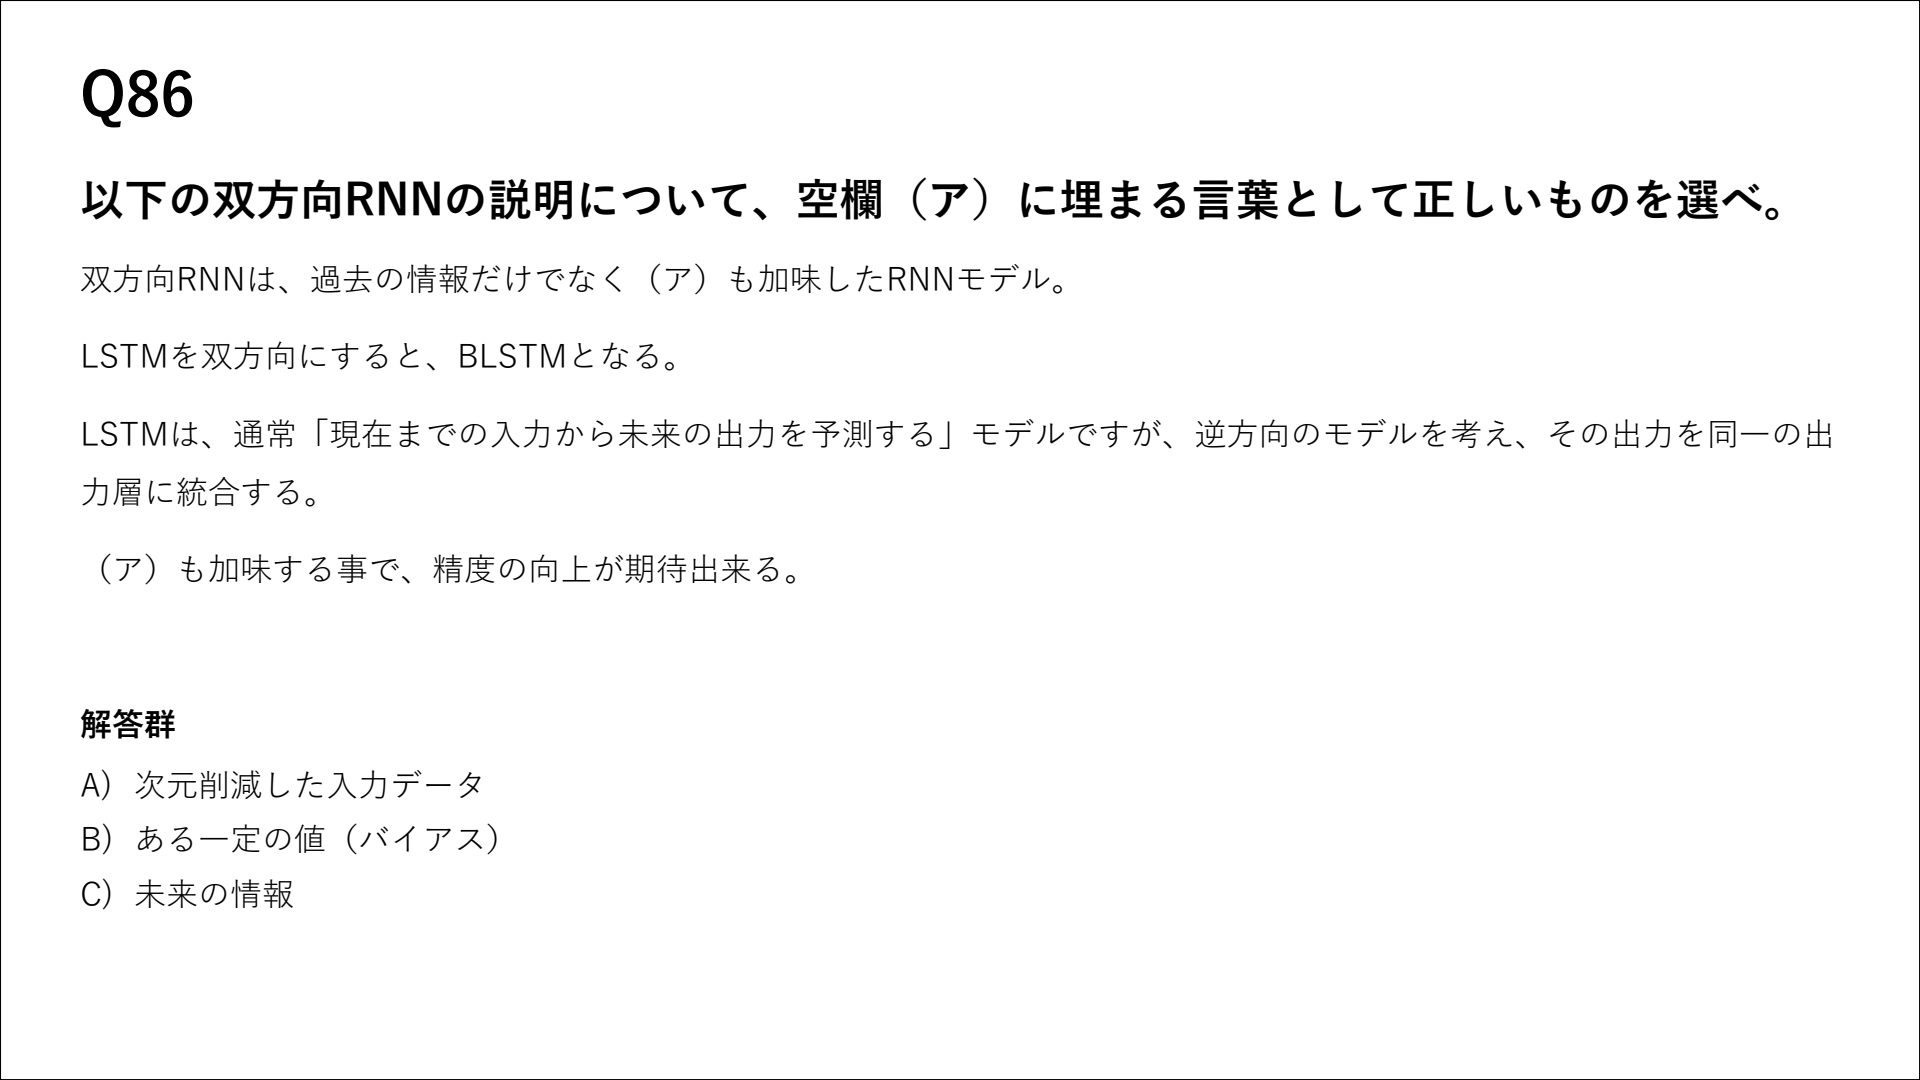 Q86
以下の双方向RNNの説明について、空欄（ア）に埋まる言葉として正しいものを選べ。
双方向RNNは、過去の情報だけでなく（ア）も加味したRNNモデル。
LSTMを双方向にすると、BLSTMとなる。
LSTMは、通常「現在までの入力から未来の出力を予測する」モデルですが、逆方向のモデルを考え、その出力を同一の出
力層に統合する。
（ア）も加味する事で、精度の向上が期待出来る。
解答群
A）次元削減した入力データ
B）ある一定の値（バイアス）
C）未来の情報